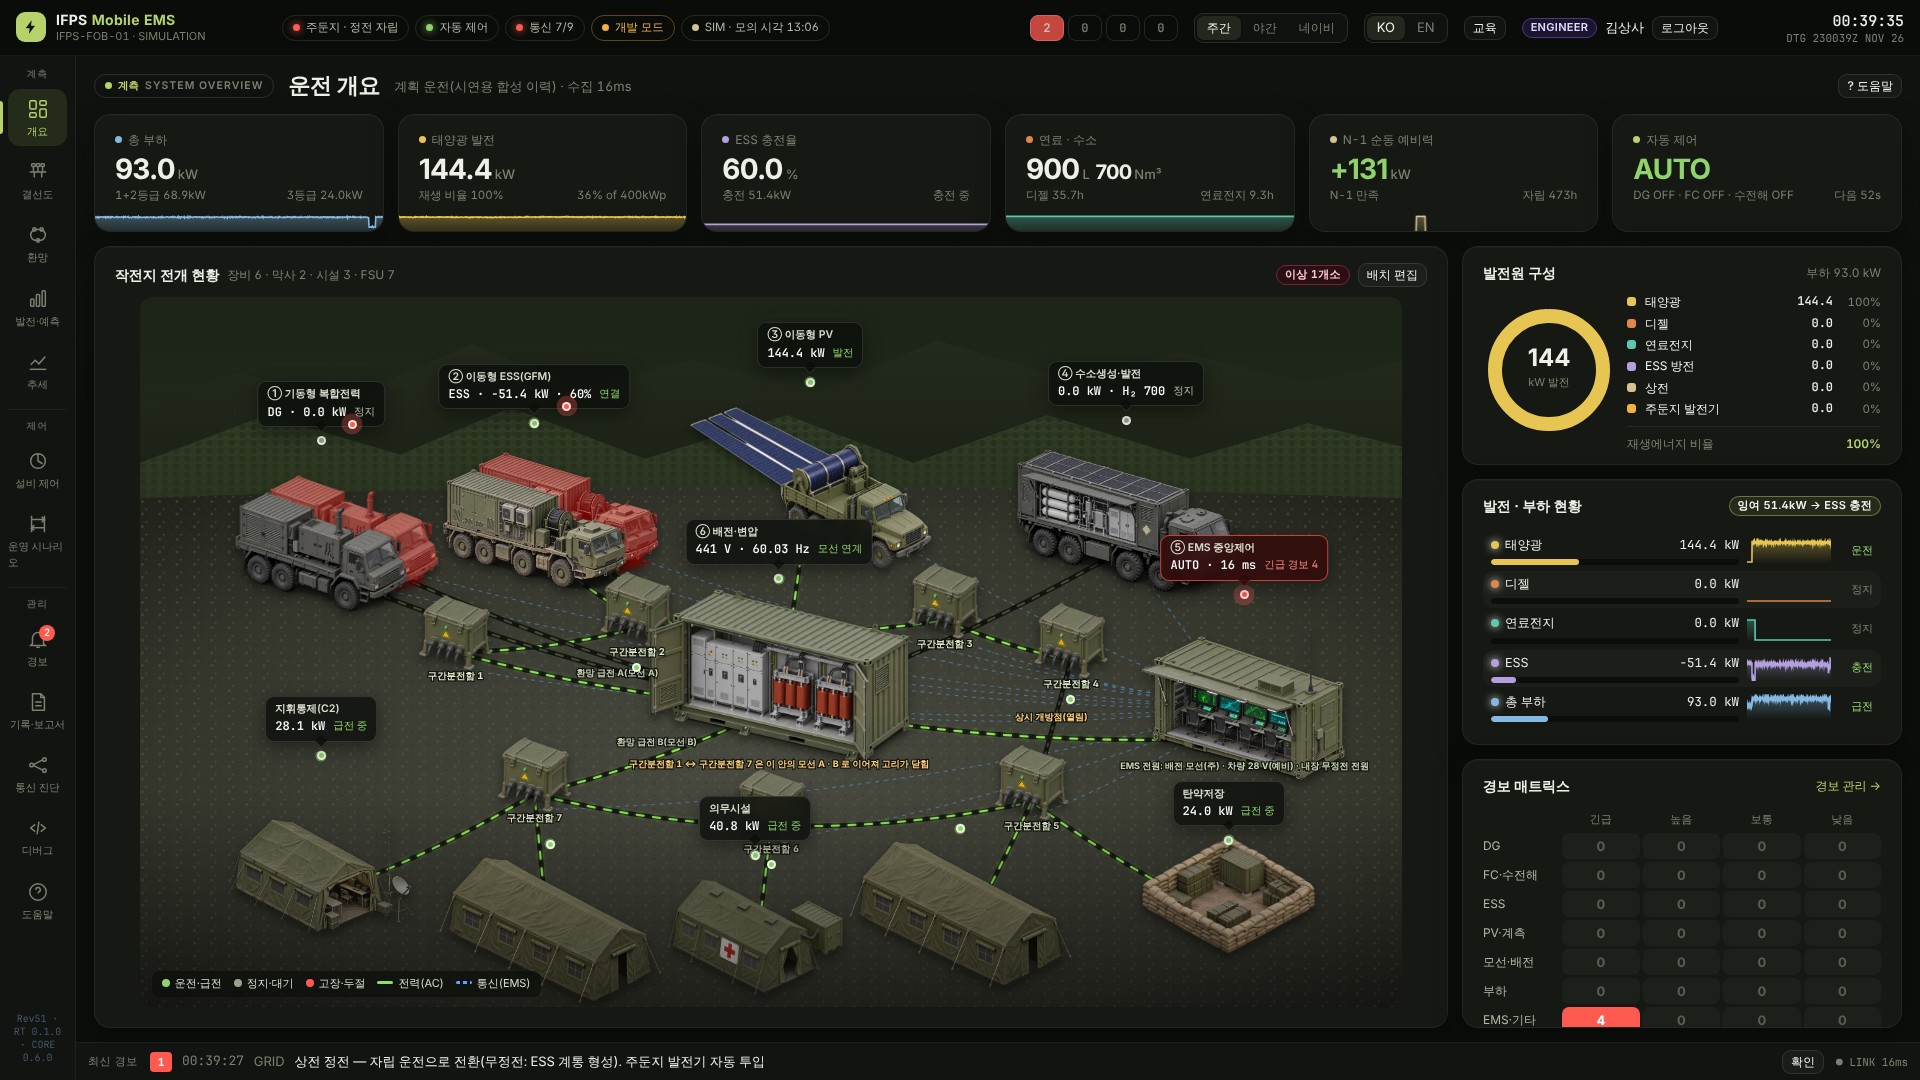 IFPS Mobile EMS
IFPS-FOB-01 · SIMULATION
주둔지 · 정전 자립
자동 제어
통신 7/9
개발 모드
SIM · 모의 시각 13:06
2 0 0 0
주간 야간 네이비
KO EN
교육
ENGINEER 김상사 로그아웃
00:39:35
DTG 230039Z NOV 26
계측
개요
결선도
환망
발전·예측
추세
제어
설비 제어
운영 시나리오
관리
2
경보
기록·보고서
통신 진단
디버그
도움말
Rev51 · RT 0.1.0 · CORE 0.6.0
계측 SYSTEM OVERVIEW
운전 개요
계획 운전(시연용 합성 이력) · 수집 16ms
? 도움말
총 부하
93.0 kW
1+2등급 68.9kW 3등급 24.0kW
태양광 발전
144.4 kW
재생 비율 100% 36% of 400kWp
ESS 충전율
60.0 %
충전 51.4kW 충전 중
연료 · 수소
900 L 700 Nm³
디젤 35.7h 연료전지 9.3h
N-1 순동 예비력
+131 kW
N-1 만족 자립 473h
자동 제어
AUTO
DG OFF · FC OFF · 수전해 OFF 다음 52s
작전지 전개 현황 장비 6 · 막사 2 · 시설 3 · FSU 7
이상 1개소 배치 편집
③ 이동형 PV
144.4 kW 발전
② 이동형 ESS(GFM)
ESS · -51.4 kW · 60% 연결
④ 수소생성·발전
0.0 kW · H₂ 700 정지
① 기동형 복합전력
DG · 0.0 kW 정지
⑥ 배전·변압
441 V · 60.03 Hz 모선 연계
⑤ EMS 중앙제어
AUTO · 16 ms 긴급 경보 4
구간분전함 3
구간분전함 2
환망 급전 A(모선 A)
구간분전함 1
구간분전함 4
지휘통제(C2)
28.1 kW 급전 중
상시 개방점(열림)
환망 급전 B(모선 B)
구간분전함 1 ↔ 구간분전함 7 은 이 안의 모선 A · B 로 이어져 고리가 닫힘
EMS 전원: 배전 모선(주) · 차량 28 V(예비) · 내장 무정전 전원
탄약저장
24.0 kW 급전 중
의무시설
40.8 kW 급전 중
구간분전함 7
구간분전함 5
구간분전함 6
운전·급전 정지·대기 고장·두절 전력(AC) 통신(EMS)
발전원 구성 부하 93.0 kW
144
kW 발전
태양광 144.4 100%
디젤 0.0 0%
연료전지 0.0 0%
ESS 방전 0.0 0%
상전 0.0 0%
주둔지 발전기 0.0 0%
재생에너지 비율 100%
발전 · 부하 현황 잉여 51.4kW → ESS 충전
태양광 144.4 kW 운전
디젤 0.0 kW 정지
연료전지 0.0 kW 정지
ESS -51.4 kW 충전
총 부하 93.0 kW 급전
경보 매트릭스 경보 관리 →
긴급 높음 보통 낮음
DG 0 0 0 0
FC·수전해 0 0 0 0
ESS 0 0 0 0
PV·계측 0 0 0 0
모선·배전 0 0 0 0
부하 0 0 0 0
EMS·기타 4 0 0 0
최신 경보 1 00:39:27 GRID 상전 정전 — 자립 운전으로 전환(무정전: ESS 계통 형성). 주둔지 발전기 자동 투입
확인 LINK 16ms